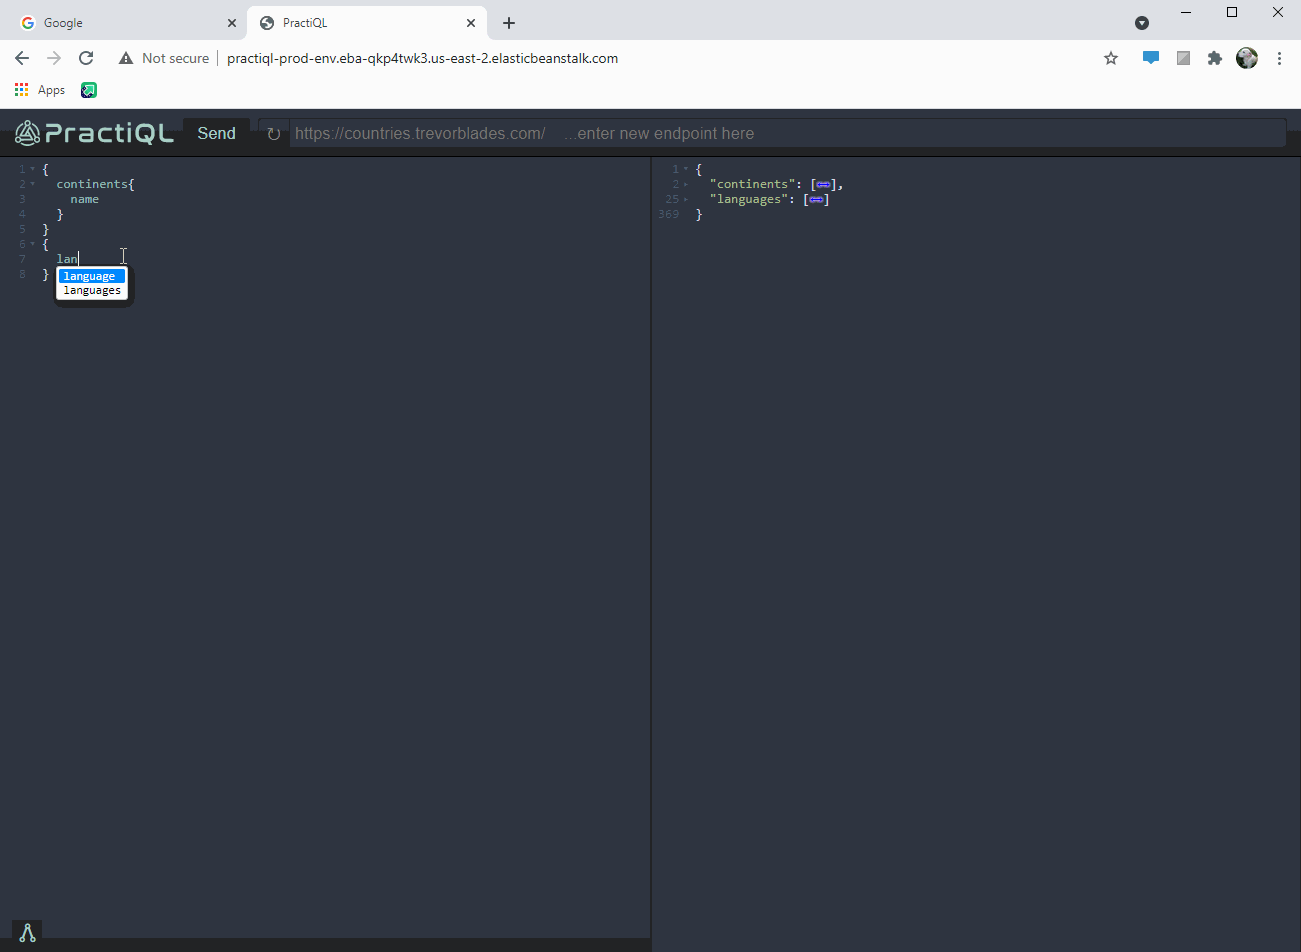 Google
PractiQL
Not secure
practiql-prod-env.eba-qkp4twk3.us-east-2.elasticbeanstalk.com
Apps
PractiQL
Send
https://countries.trevorblades.com/ ...enter new endpoint here
1 {
2 continents{
3 name
4 }
5 }
6 {
7 lan
8 }
language
languages
1 {
2 "continents": [],
25 "languages": []
369 }